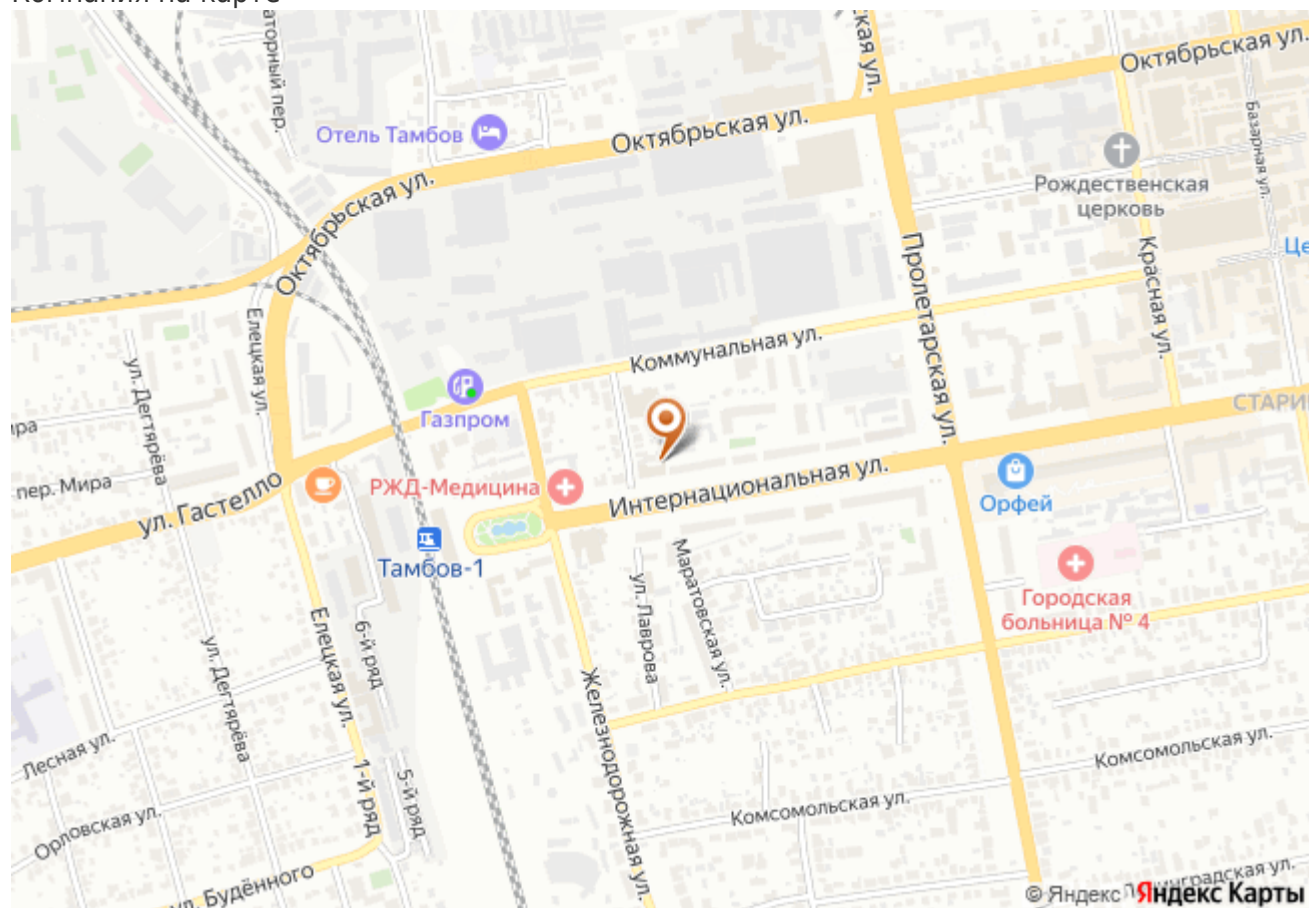 Компания на карте
Октябрьская ул.
Базарная ул.
Отель Тамбов
Октябрьская ул.
Рождественская
церковь
Октябрьская ул.
Пролетарская ул.
Красная ул.
Елецкая ул.
ул. Дегтярёва
Коммунальная ул.
Газпром
пер. Мира
ул. Гастелло
РЖД-Медицина
Интернациональная ул.
Орфей
Тамбов-1
Маратовская ул.
ул. Лаврова
Городская
больница № 4
6-й ряд
Елецкая ул.
ул. Дегтярёва
Железнодорожная ул.
Лесная ул.
Комсомольская ул.
1-й ряд
5-й ряд
Комсомольская ул.
Орловская ул.
ул. Будённого
© Яндекс
Яндекс Карты